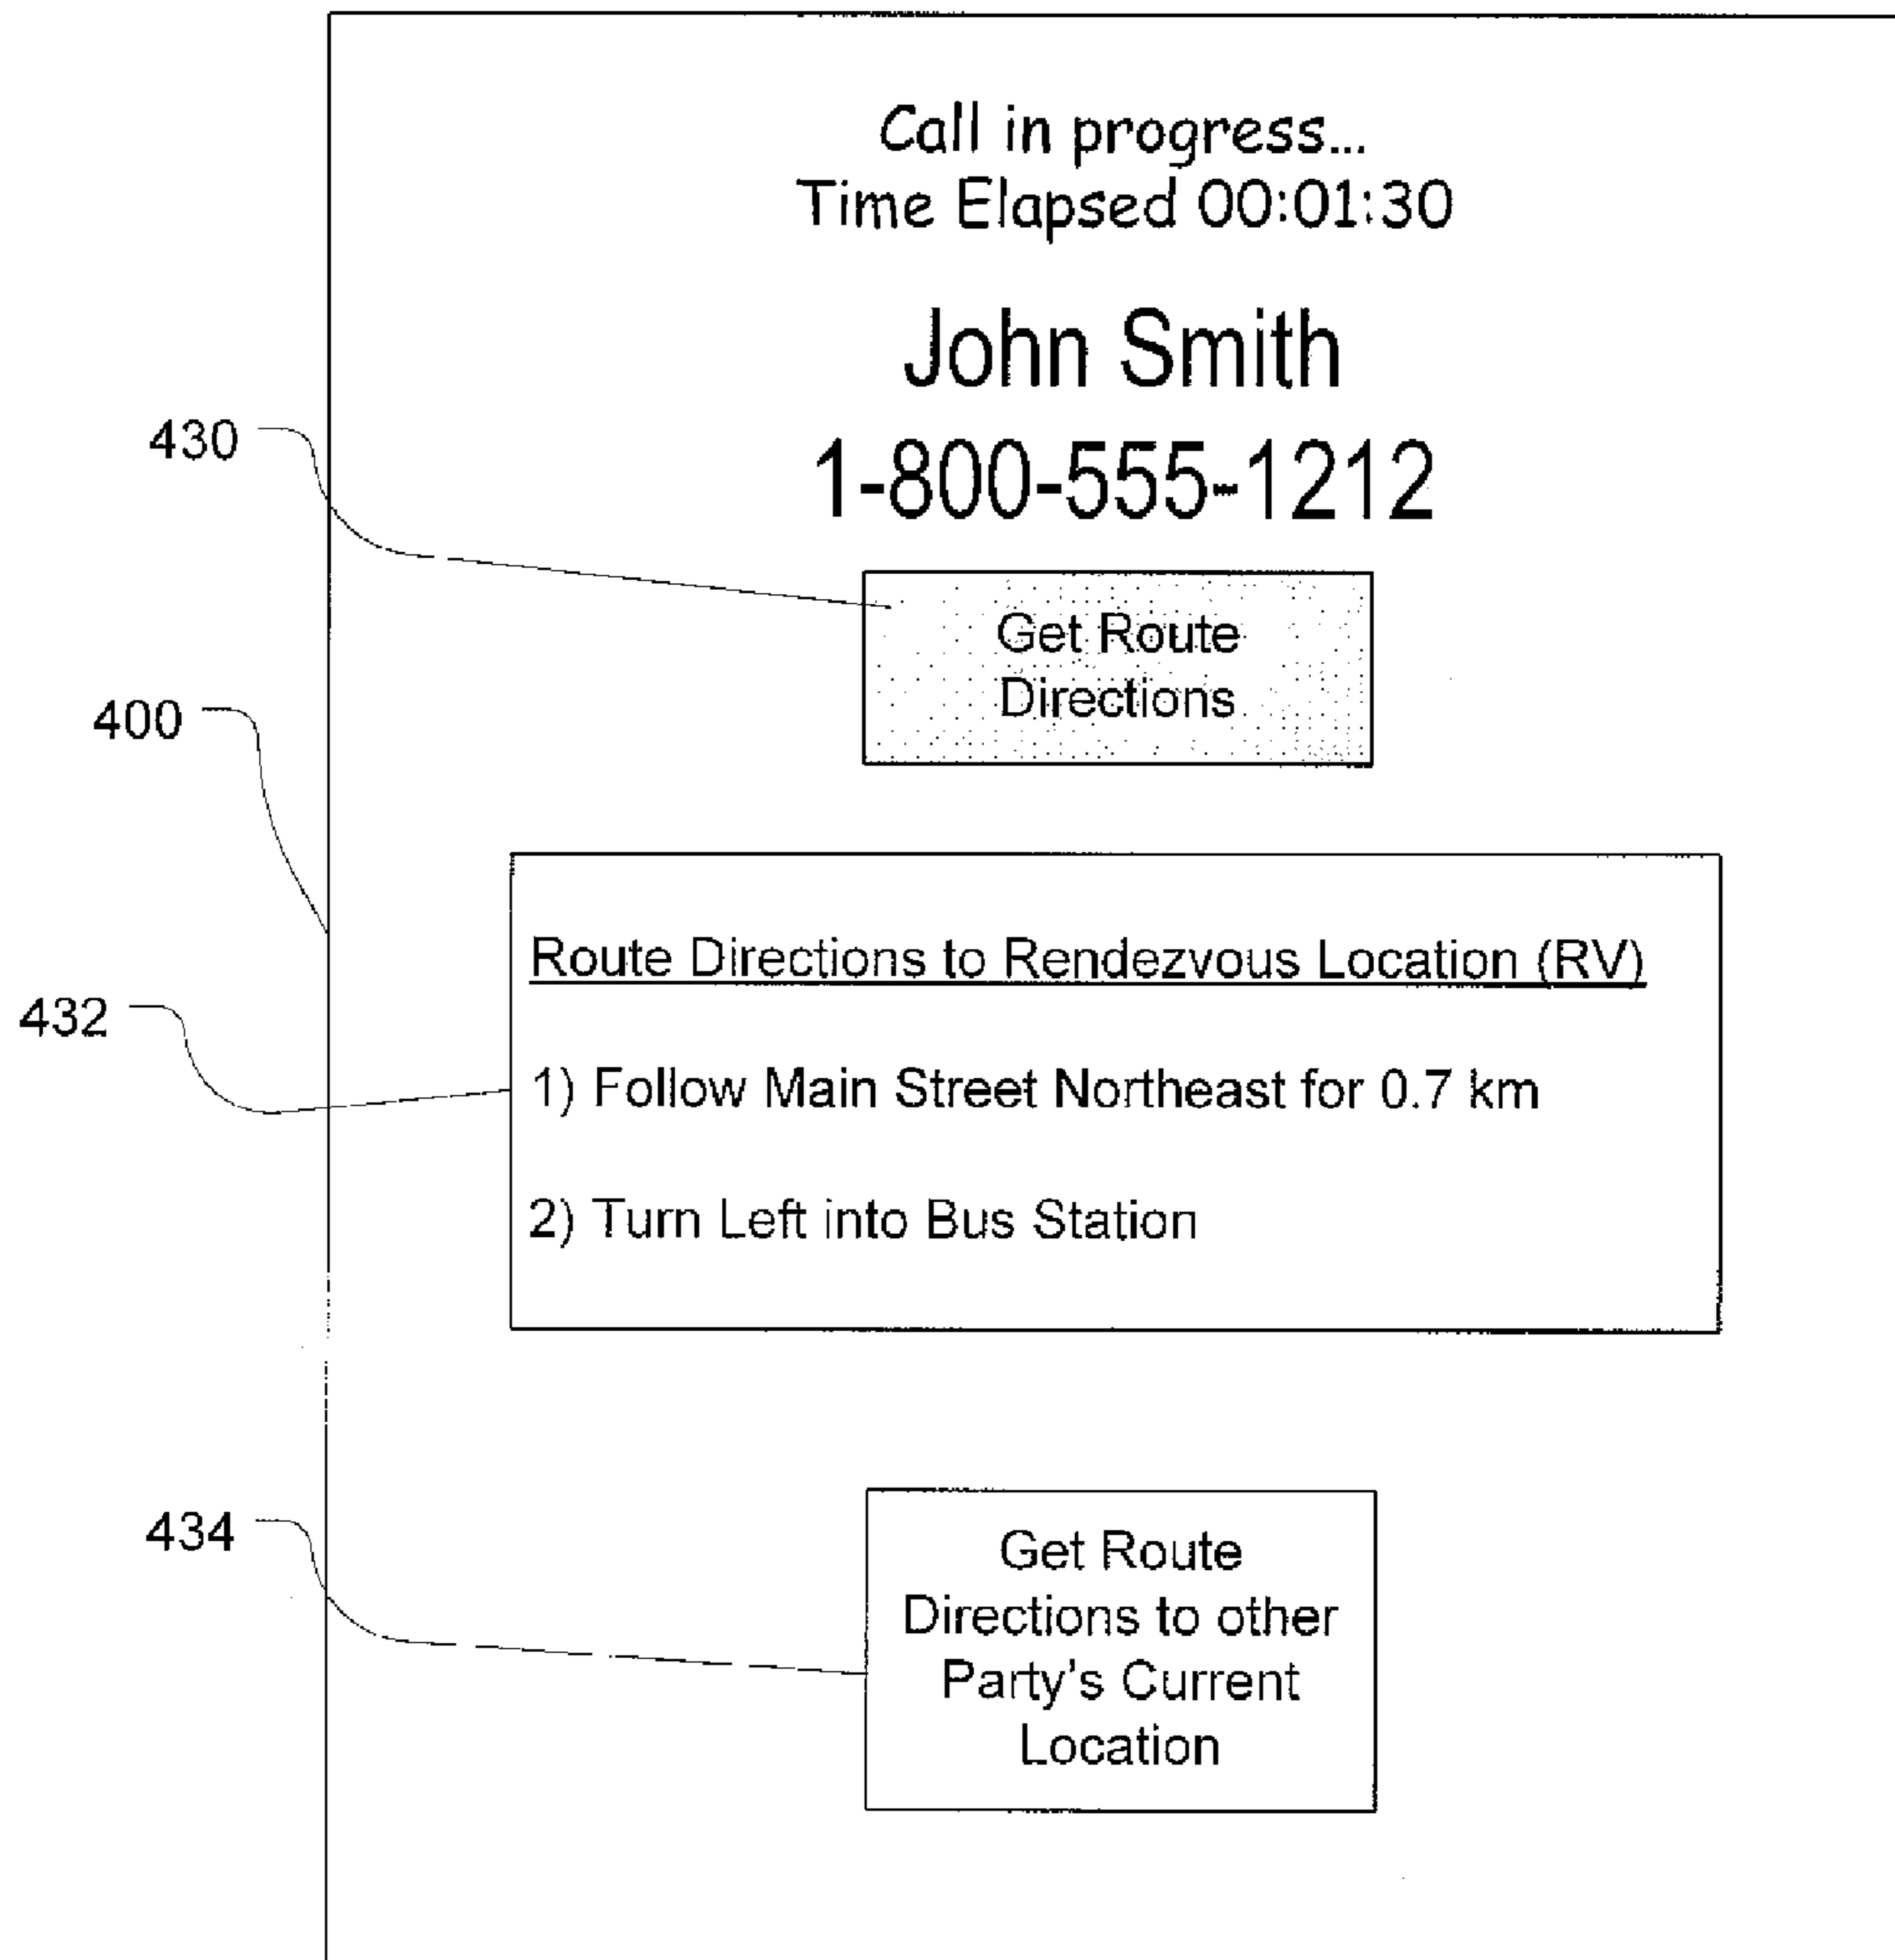 Call in progress...
Time Elapsed 00:01:30
John Smith
1-800-555-1212
430
Get Route
Directions
400
Route Directions to Rendezvous Location (RV)
432
1) Follow Main Street Northeast for 0.7 km
2) Turn Left into Bus Station
434
Get Route
Directions to other
Party's Current
Location